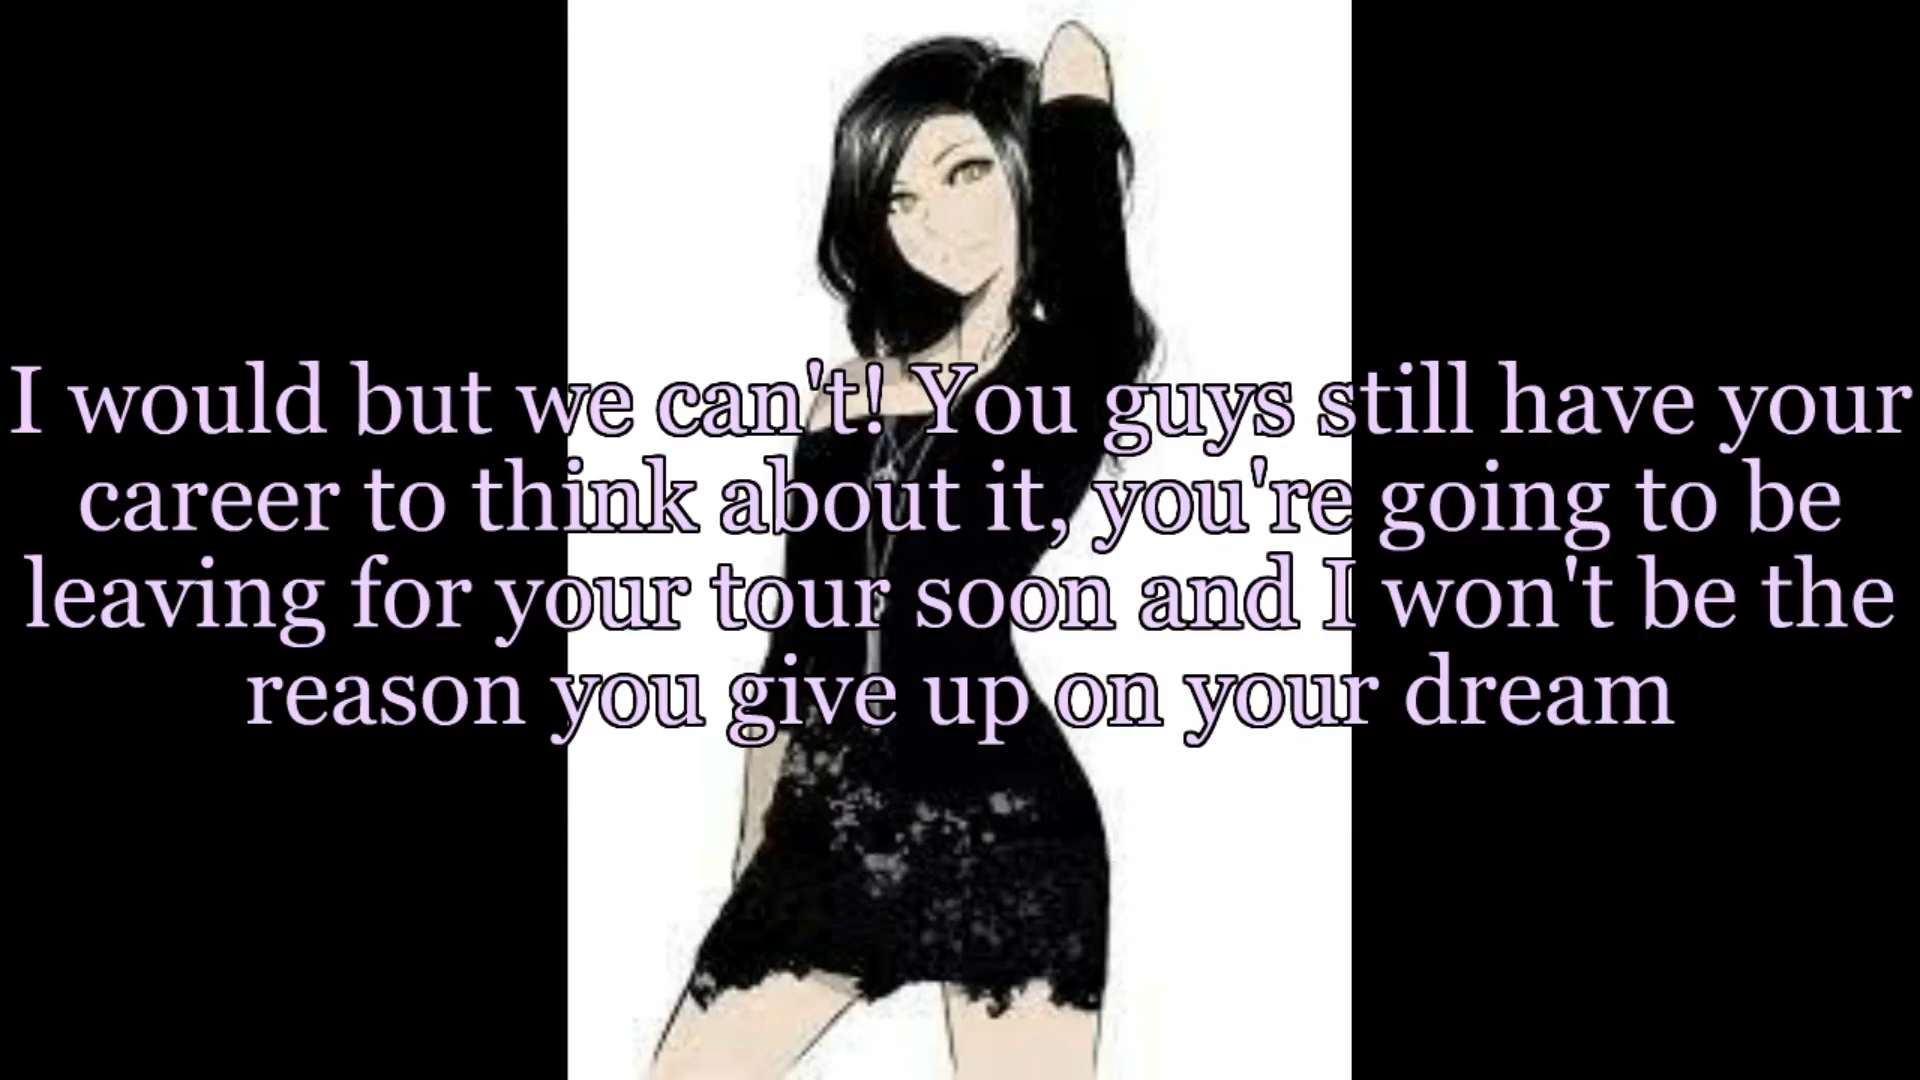 I would but we can't! You guys still have your
career to think about it, you're going to be
leaving for your tour soon and I won't be the
reason you give up on your dream